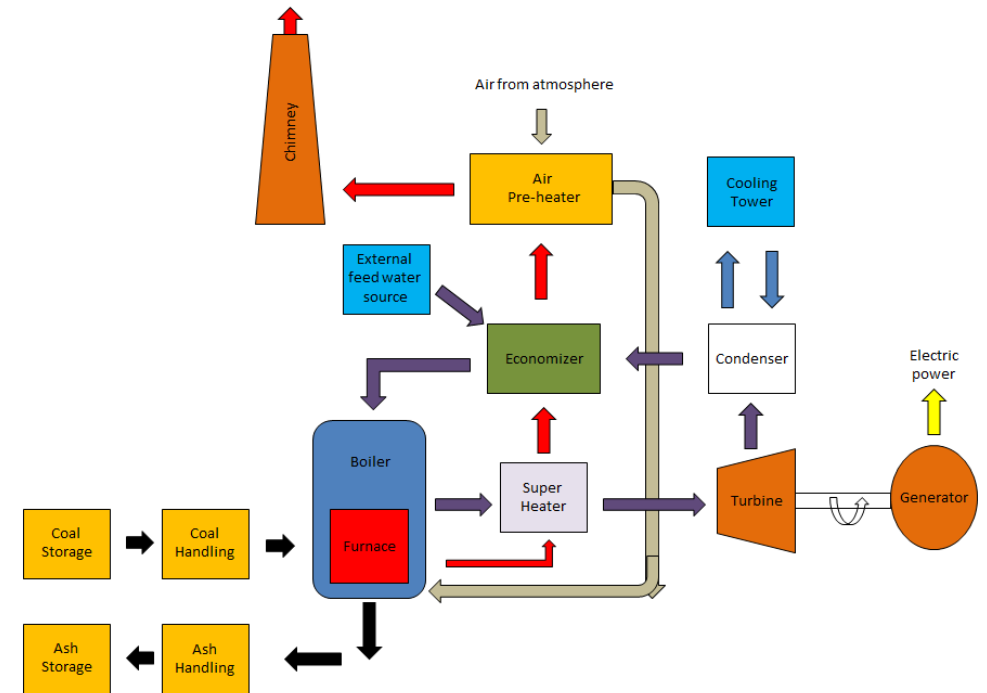 Chimney
Air from atmosphere
Air
Pre-heater
Cooling
Tower
External
feed water
source
Economizer
Condenser
Electric
power
Boiler
Super
Heater
Turbine
Generator
Coal
Storage
Coal
Handling
Furnace
Ash
Storage
Ash
Handling